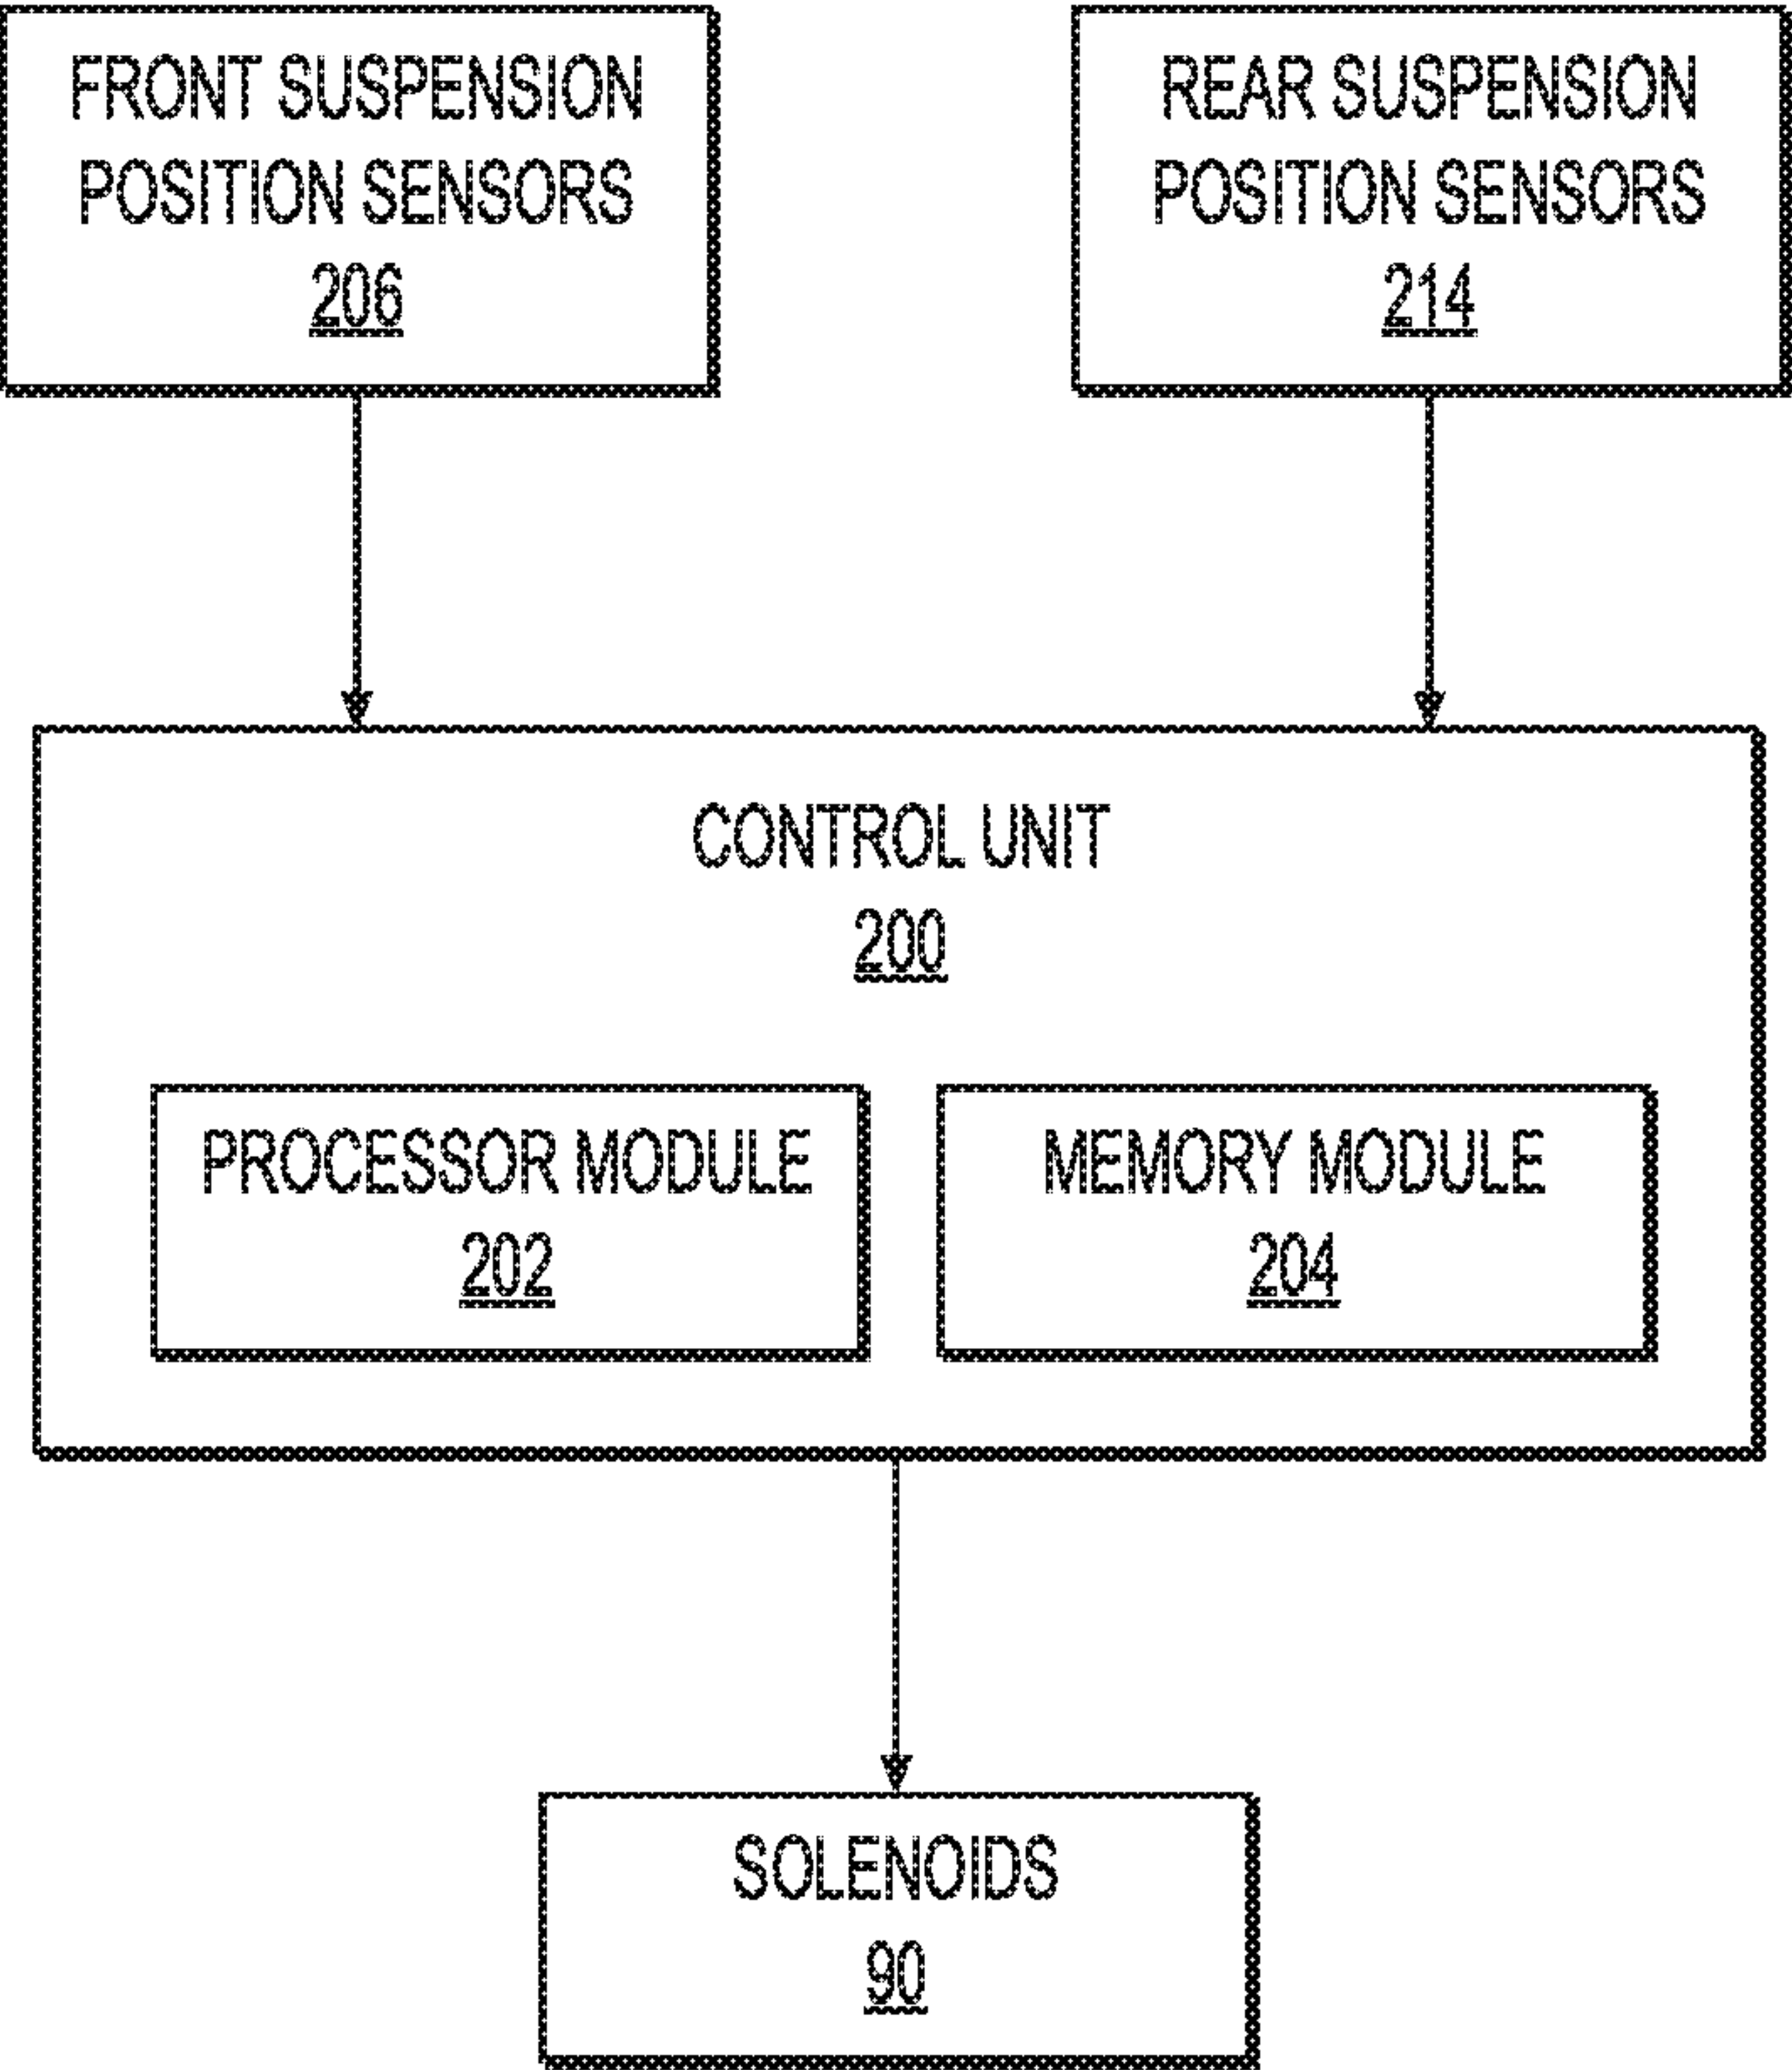 FRONT SUSPENSION
POSITION SENSORS
206
REAR SUSPENSION
POSITION SENSORS
214
CONTROL UNIT
200
PROCESSOR MODULE
202
MEMORY MODULE
204
SOLENOIDS
90